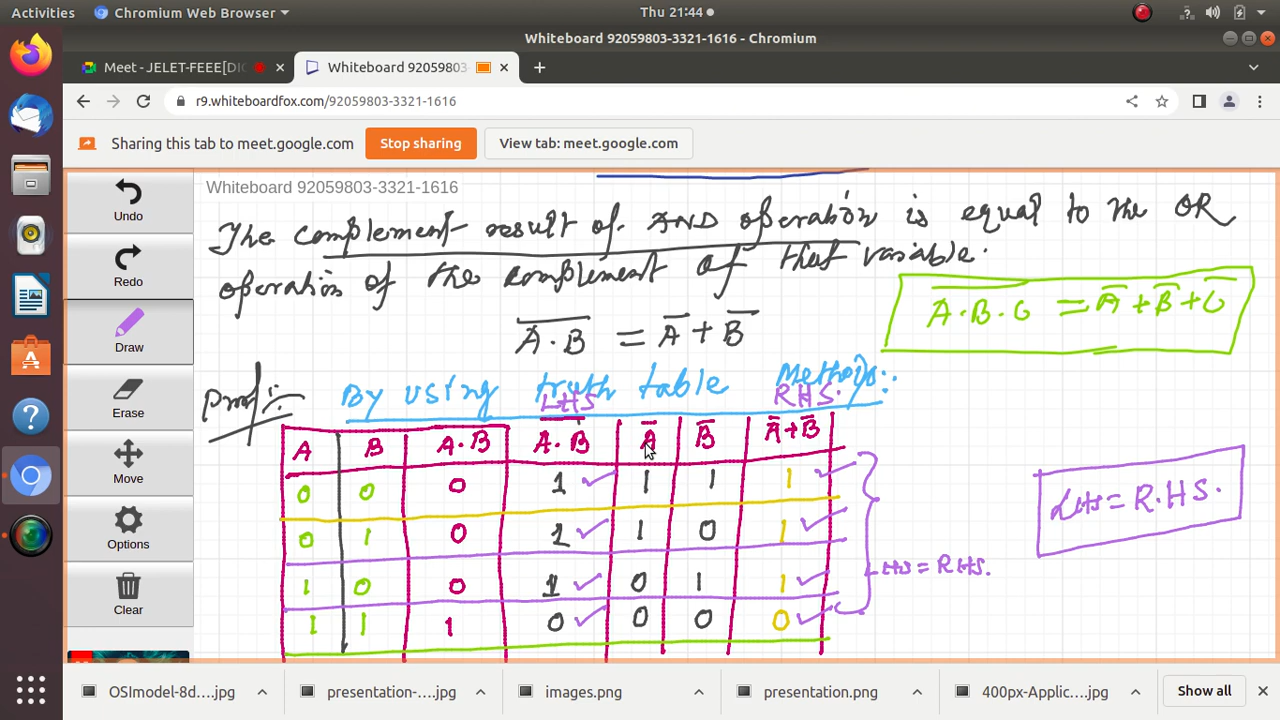 Activities
Chromium Web Browser
Thu 21:44
Whiteboard 92059803-3321-1616 - Chromium
Meet - JELET-FEEE[DIC
Whiteboard 92059803-
r9.whiteboardfox.com/92059803-3321-1616
Sharing this tab to meet.google.com
Stop sharing
View tab: meet.google.com
Whiteboard 92059803-3321-1616
Undo
Redo
Draw
Erase
Move
Options
Clear
The complement result of AND operation is equal to the OR
operation of the complement of that variable.
A̅·̅B̅ = A̅ + B̅
A̅·̅B̅·̅C̅ = A̅ + B̅ + C̅
Proof:- By using truth table Method:
LHS RHS.
A B A·B A̅·̅B̅ A̅ B̅ A̅+B̅
0 0 0 1 ✓ 1 1 1 ✓
0 1 0 1 ✓ 1 0 1 ✓
1 0 0 1 ✓ 0 1 1 ✓
1 1 1 0 ✓ 0 0 0 ✓
LHS = RHS.
LHS = R.HS.
OSImodel-8d....jpg
presentation-....jpg
images.png
presentation.png
400px-Applic....jpg
Show all